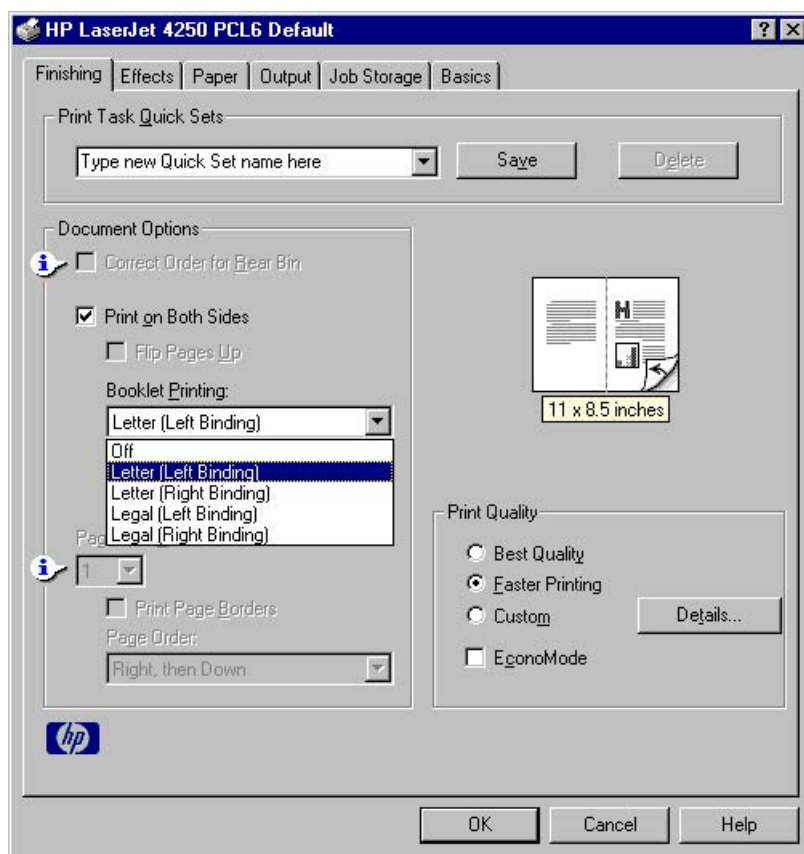 HP LaserJet 4250 PCL6 Default
Finishing Effects Paper Output Job Storage Basics
Print Task Quick Sets
Type new Quick Set name here Save Delete
Document Options
Correct Order for Rear Bin
Print on Both Sides
Flip Pages Up
Booklet Printing:
Letter (Left Binding)
Off
Letter (Left Binding)
Letter (Right Binding)
Legal (Left Binding)
Legal (Right Binding)
1
Print Page Borders
Page Order:
Right, then Down
H
11 x 8.5 inches
Print Quality
Best Quality
Faster Printing
Custom Details...
EconoMode
hp
OK Cancel Help